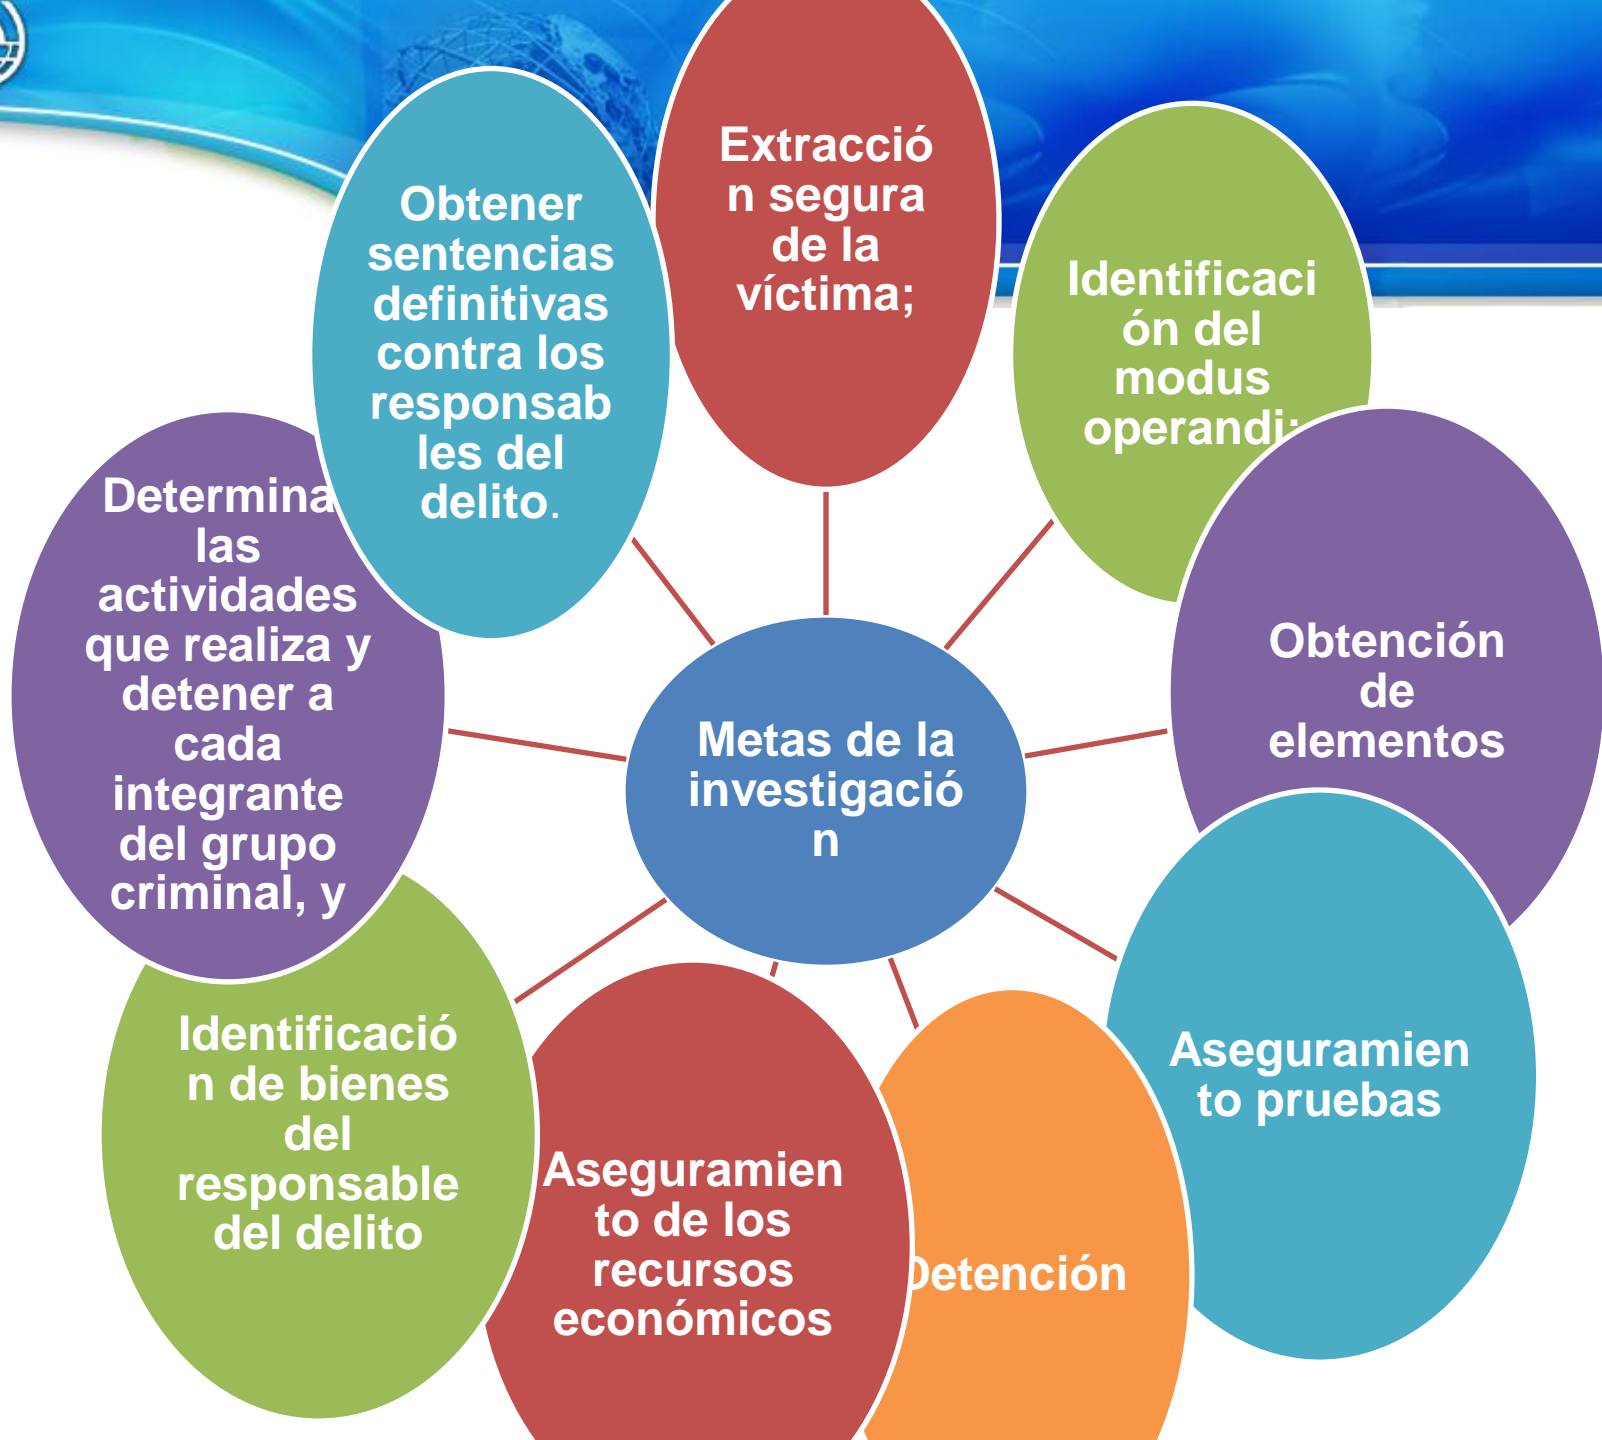 Extracció
n segura
de la
víctima;
Identificaci
ón del
modus
operandi;
Obtención
de
elementos
Aseguramien
to pruebas
Detención
Aseguramien
to de los
recursos
económicos
Identificació
n de bienes
del
responsable
del delito
Determina
las
actividades
que realiza y
detener a
cada
integrante
del grupo
criminal, y
Obtener
sentencias
definitivas
contra los
responsab
les del
delito.
Metas de la
investigació
n